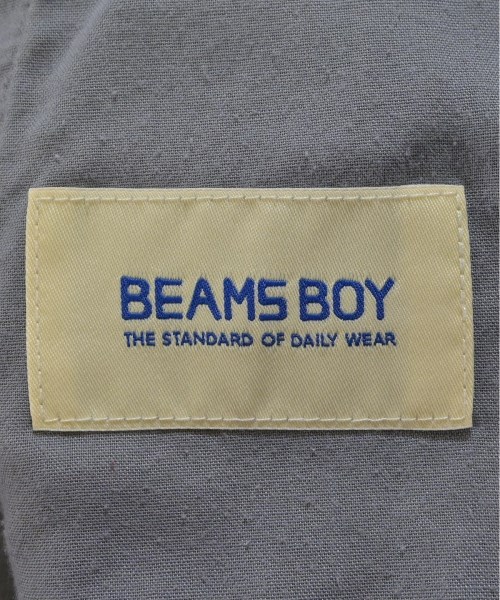 BEAMS BOY
THE STANDARD OF DAILY WEAR